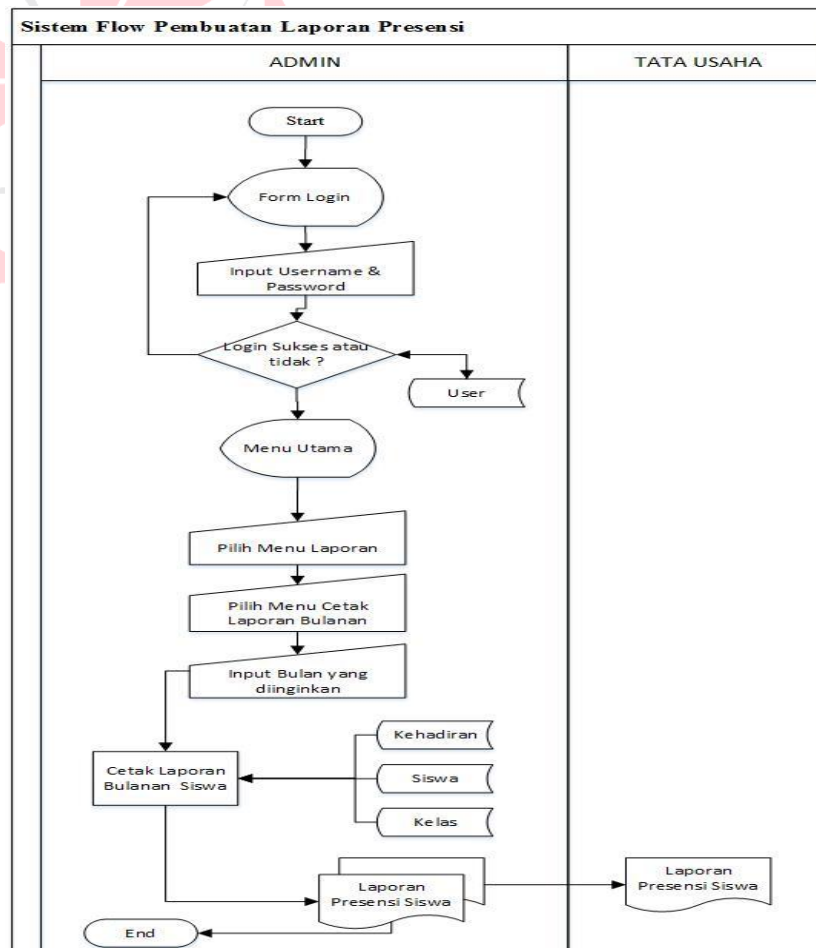 Sistem Flow Pembuatan Laporan Presensi
ADMIN
TATA USAHA
Start
Form Login
Input Username &
Password
Login Sukses atau
tidak ?
User
Menu Utama
Pilih Menu Laporan
Pilih Menu Cetak
Laporan Bulanan
Input Bulan yang
diinginkan
Kehadiran
Cetak Laporan
Bulanan Siswa
Siswa
Kelas
Laporan
Presensi Siswa
Laporan
Presensi Siswa
End